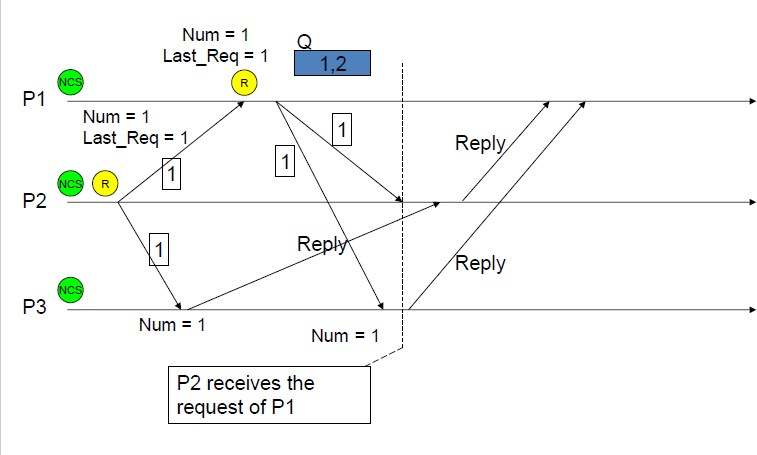 Num = 1
Last_Req = 1
Q
1,2
NCS
R
P1
Num = 1
Last_Req = 1
1
1
1
Reply
NCS
R
P2
1
Reply
Reply
NCS
P3
Num = 1
Num = 1
P2 receives the
request of P1